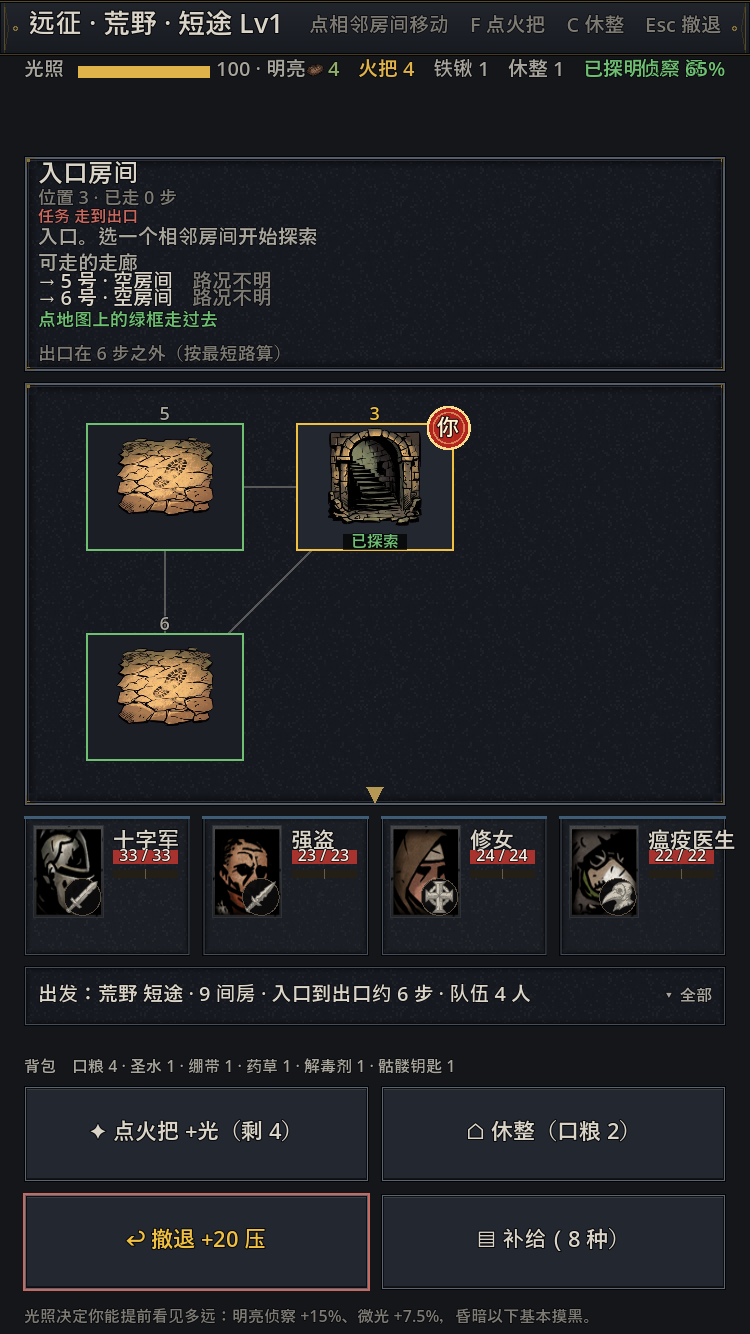 远征 · 荒野 · 短途 Lv1 点相邻房间移动 F 点火把 C 休整 Esc 撤退
光照 100 · 明亮 4 火把 4 铁锹 1 休整 1 已探明 侦察 65%
入口房间
位置 3 · 已走 0 步
任务 走到出口
入口。选一个相邻房间开始探索
可走的走廊
→ 5 号 · 空房间 路况不明
→ 6 号 · 空房间 路况不明
点地图上的绿框走过去
出口在 6 步之外（按最短路算）
5 3
你
已探索
6
十字军 强盗 修女 瘟疫医生
33 / 33 23 / 23 24 / 24 22 / 22
出发：荒野 短途 · 9 间房 · 入口到出口约 6 步 · 队伍 4 人 ▾ 全部
背包 口粮 4 · 圣水 1 · 绷带 1 · 药草 1 · 解毒剂 1 · 骷髅钥匙 1
✦ 点火把 +光（剩 4） ⌂ 休整（口粮 2）
↩ 撤退 +20 压 ▤ 补给 ( 8 种）
光照决定你能提前看见多远：明亮侦察 +15%、微光 +7.5%，昏暗以下基本摸黑。